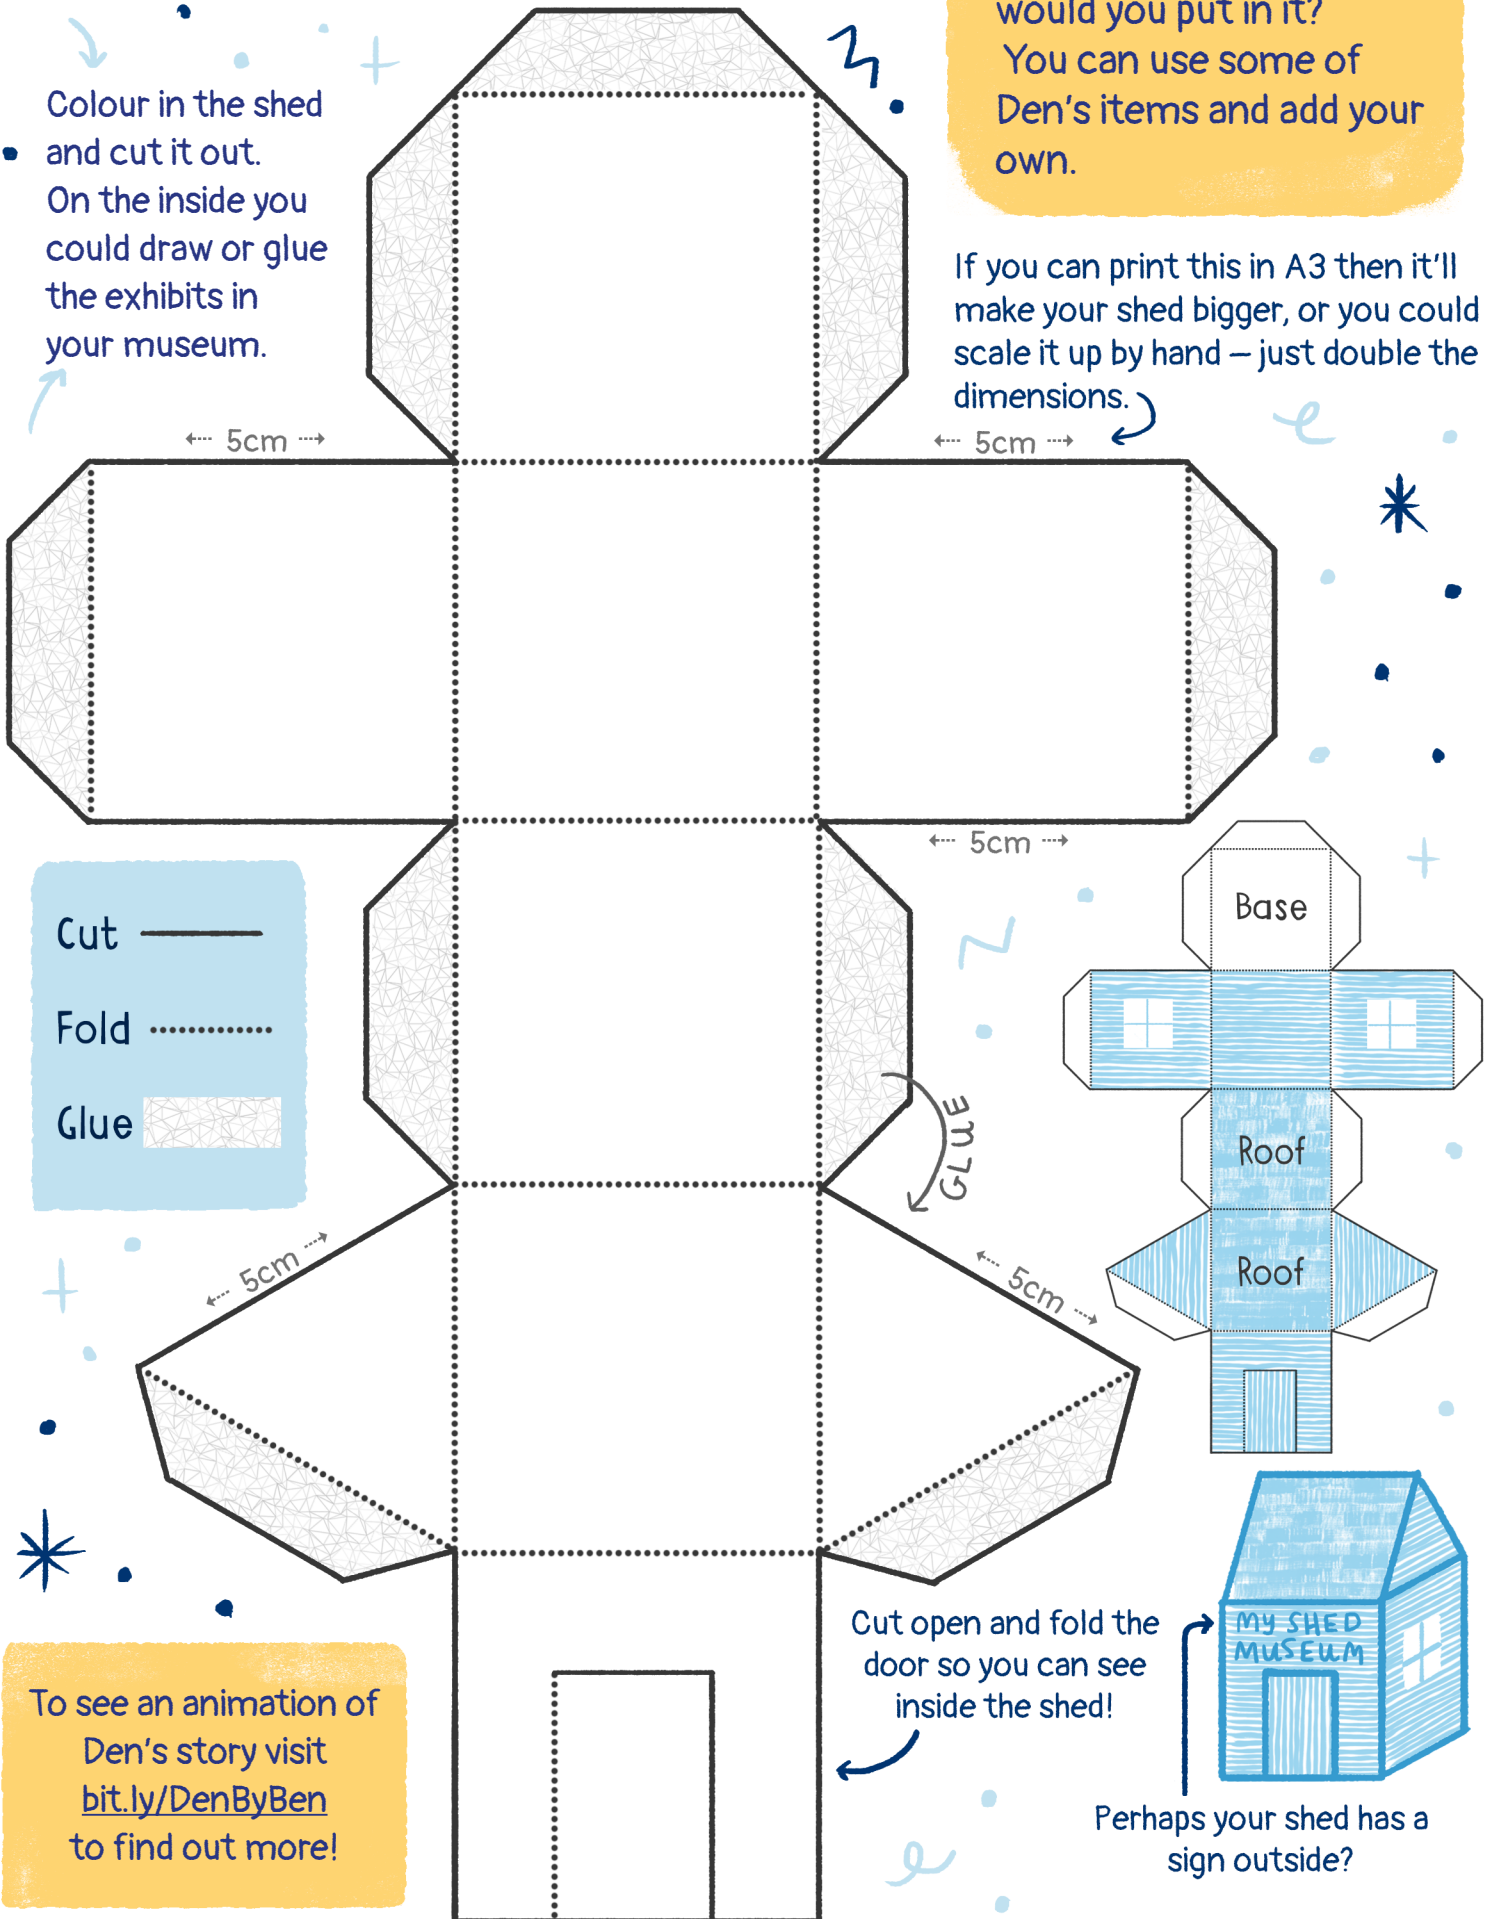 would you put in it?
You can use some of
Den's items and add your
own.
Colour in the shed
and cut it out.
On the inside you
could draw or glue
the exhibits in
your museum.
If you can print this in A3 then it'll
make your shed bigger, or you could
scale it up by hand – just double the
dimensions.
5cm
5cm
5cm
Cut
Fold
Glue
Base
Roof
Roof
GLUE
5cm
5cm
Cut open and fold the
door so you can see
inside the shed!
MY SHED
MUSEUM
Perhaps your shed has a
sign outside?
To see an animation of
Den's story visit
bit.ly/DenByBen
to find out more!